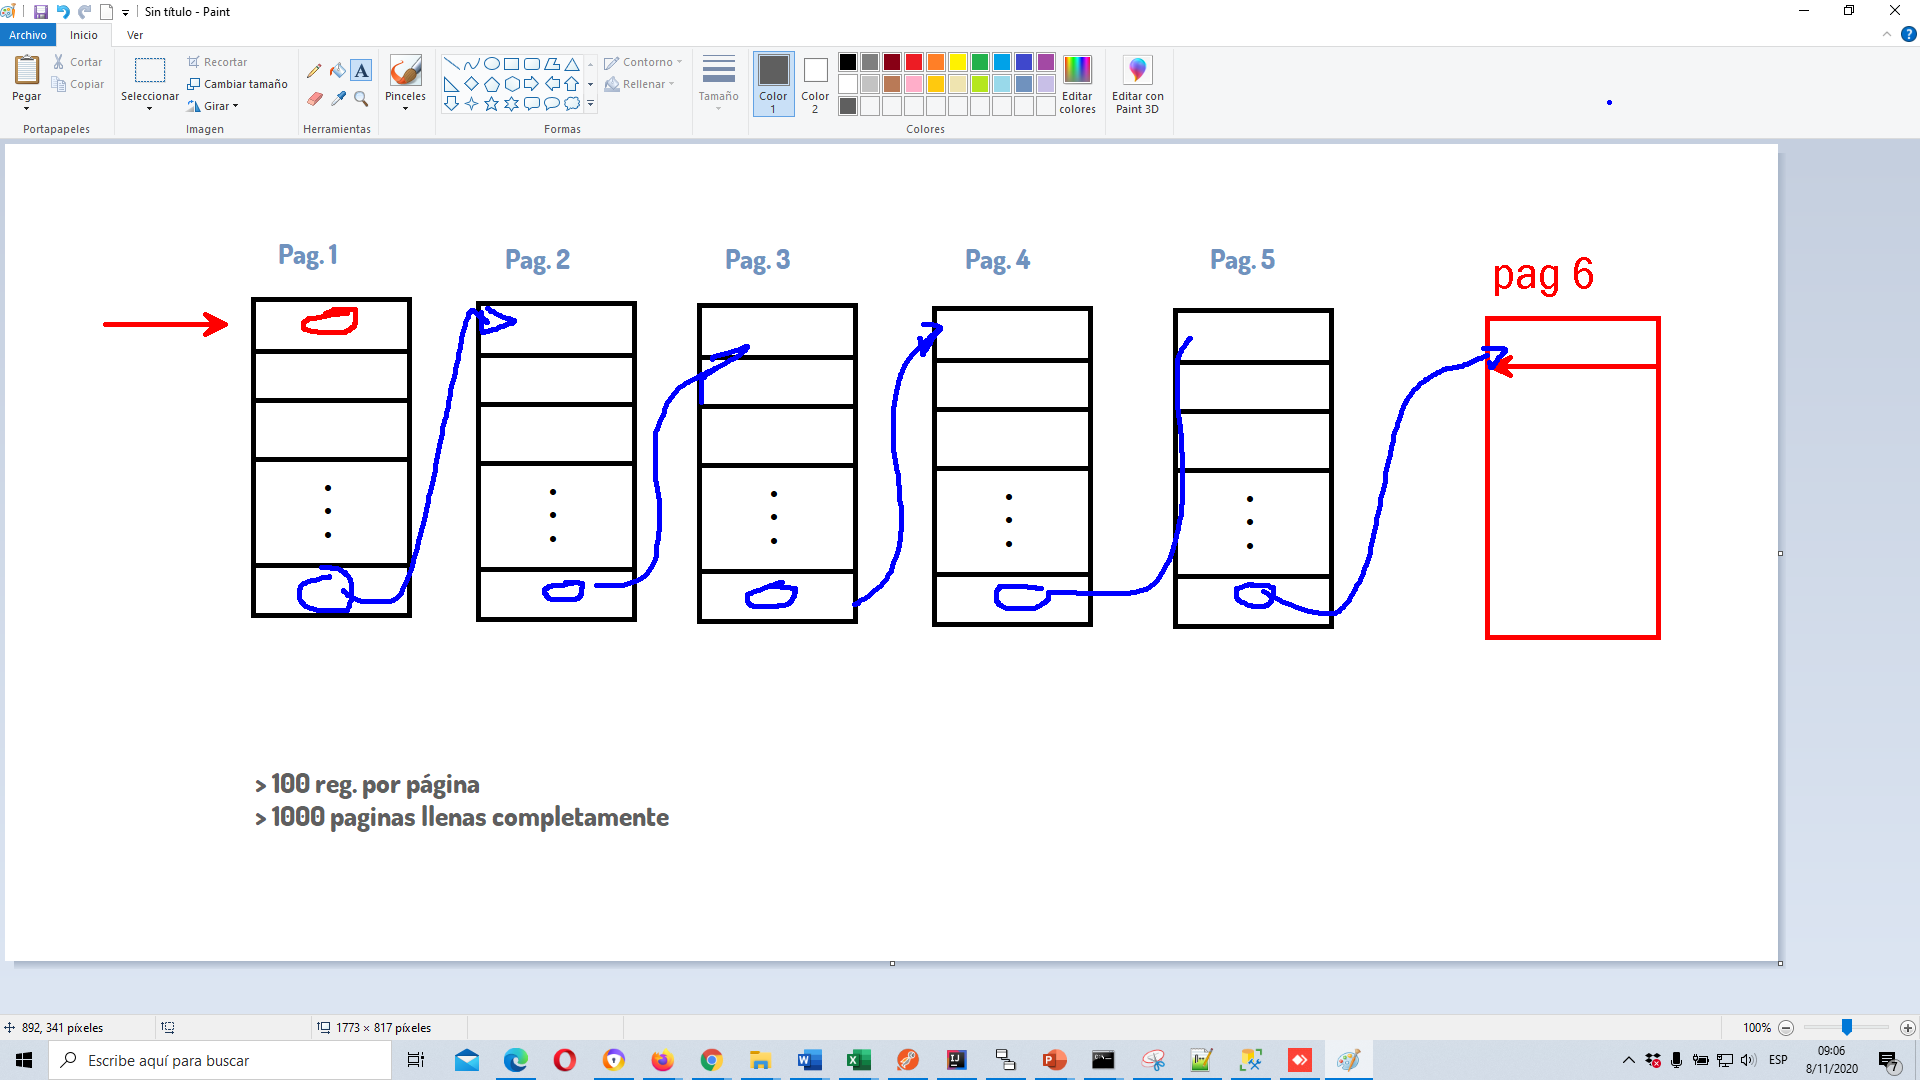 Sin título - Paint
Archivo Inicio Ver
Pegar
Cortar
Copiar
Portapapeles
Seleccionar
Recortar
Cambiar tamaño
Girar
Imagen
A
Herramientas
Pinceles
Contorno
Rellenar
Formas
Tamaño
Color 1
Color 2
Editar colores
Colores
Editar con Paint 3D
?
Pag. 1
Pag. 2
Pag. 3
Pag. 4
Pag. 5
pag 6
> 100 reg. por página
> 1000 paginas llenas completamente
892, 341 píxeles
1773 × 817 píxeles
100%
Escribe aquí para buscar
ESP
09:06
8/11/2020
7